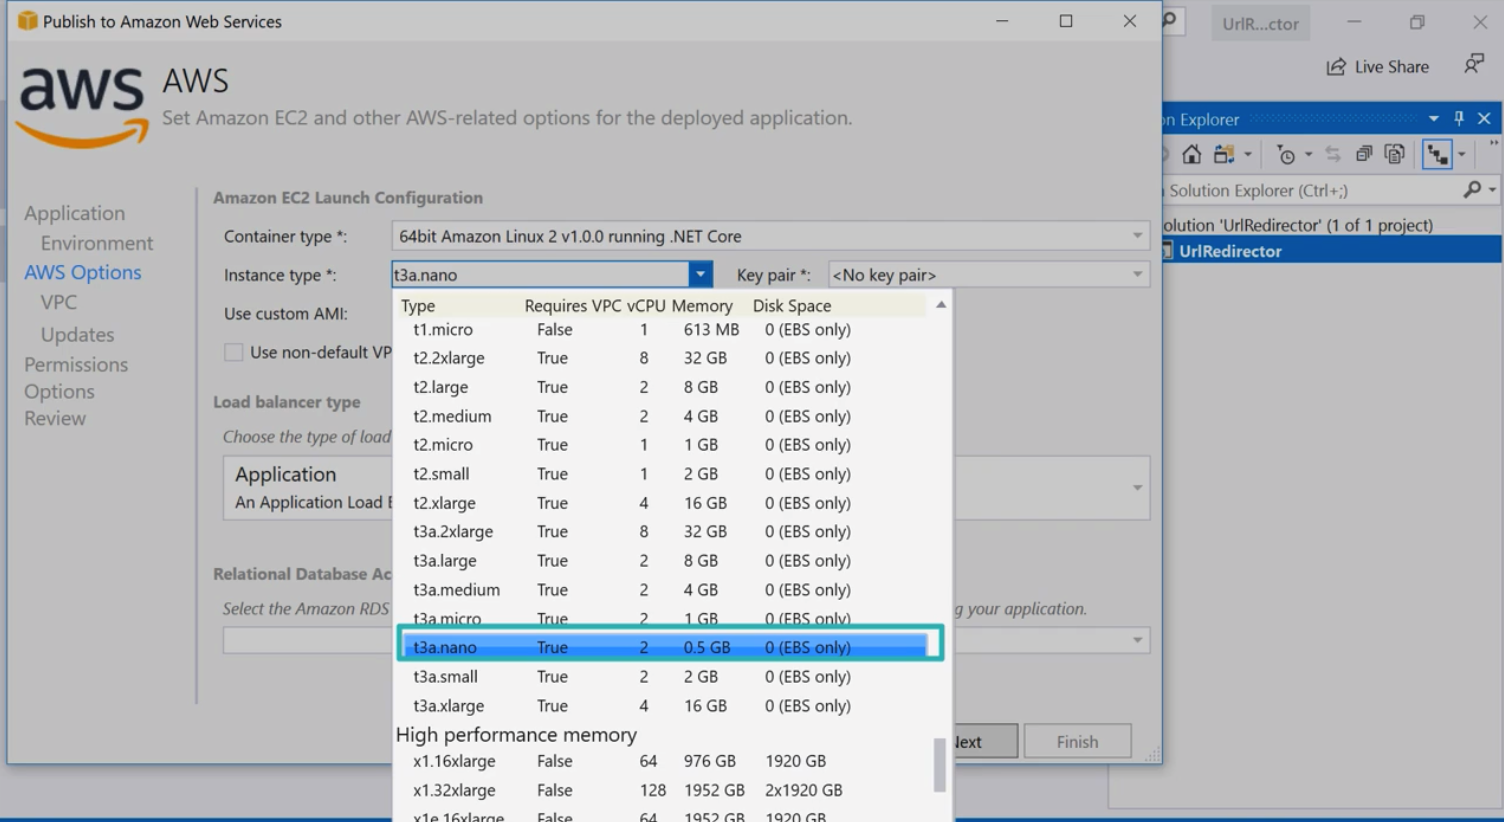 Publish to Amazon Web Services
UrlR...ctor
Live Share
aws
AWS
Set Amazon EC2 and other AWS-related options for the deployed application.
Explorer
Solution Explorer (Ctrl+;)
'UrlRedirector' (1 of 1 project)
UrlRedirector
Application
Environment
AWS Options
VPC
Updates
Permissions
Options
Review
Amazon EC2 Launch Configuration
Container type *: 64bit Amazon Linux 2 v1.0.0 running .NET Core
Instance type *: t3a.nano Key pair *: <No key pair>
Use custom AMI:
Use non-default VP
Load balancer type
Choose the type of load
Application
An Application Load
Relational Database Ac
Select the Amazon RDS
g your application.
Type Requires VPC vCPU Memory Disk Space
t1.micro False 1 613 MB 0 (EBS only)
t2.2xlarge True 8 32 GB 0 (EBS only)
t2.large True 2 8 GB 0 (EBS only)
t2.medium True 2 4 GB 0 (EBS only)
t2.micro True 1 1 GB 0 (EBS only)
t2.small True 1 2 GB 0 (EBS only)
t2.xlarge True 4 16 GB 0 (EBS only)
t3a.2xlarge True 8 32 GB 0 (EBS only)
t3a.large True 2 8 GB 0 (EBS only)
t3a.medium True 2 4 GB 0 (EBS only)
t3a.micro True 2 1 GB 0 (EBS only)
t3a.nano True 2 0.5 GB 0 (EBS only)
t3a.small True 2 2 GB 0 (EBS only)
t3a.xlarge True 4 16 GB 0 (EBS only)
High performance memory
x1.16xlarge False 64 976 GB 1920 GB
x1.32xlarge False 128 1952 GB 2x1920 GB
x1e.16xlarge False 64 1952 GB 1920 GB
Next
Finish